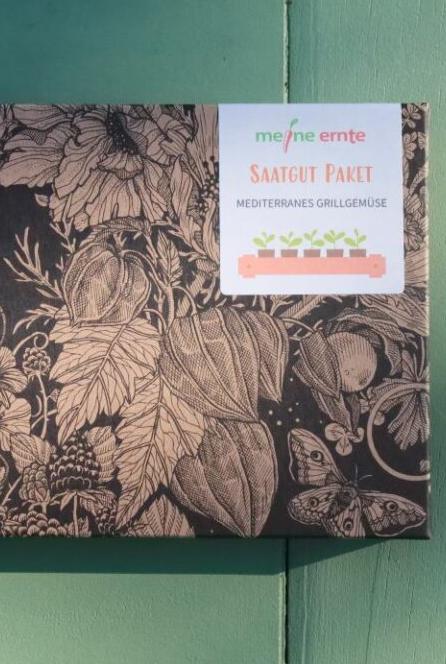 meine ernte
SAATGUT PAKET
MEDITERRANES GRILLGEMÜSE